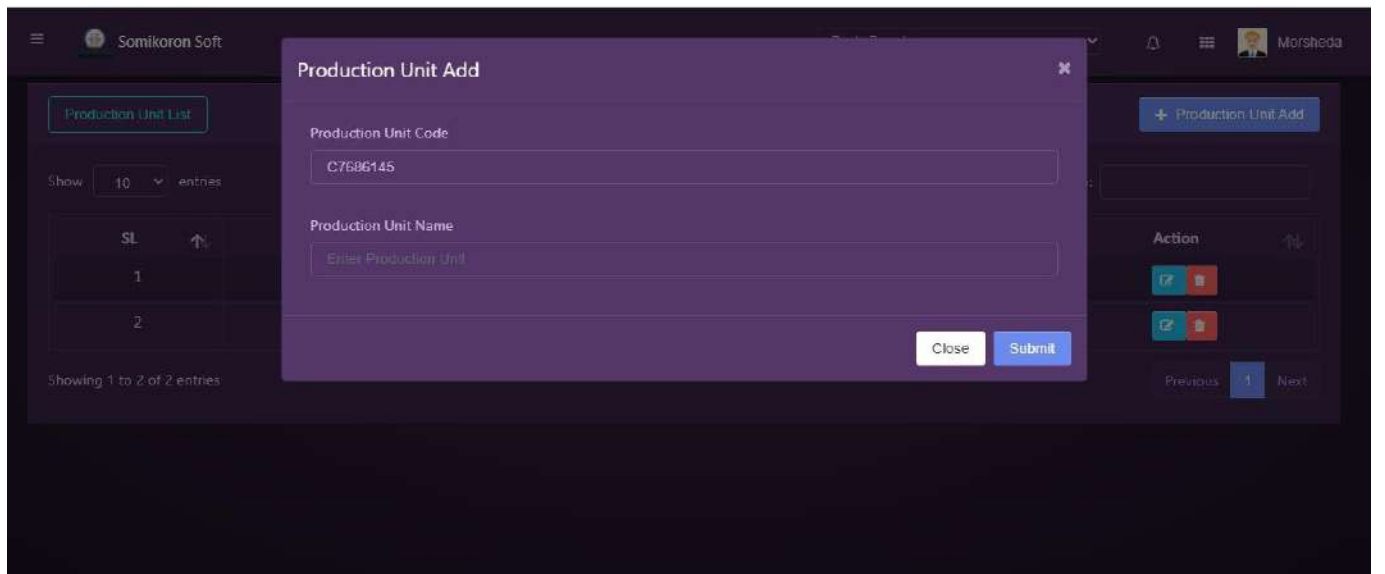 Somikoron Soft
Morsheda
Production Unit Add
Production Unit List
+ Production Unit Add
Production Unit Code
C7686145
Show 10 entries
Production Unit Name
Enter Production Unit
SL
Action
1
2
Close
Submit
Showing 1 to 2 of 2 entries
Previous 1 Next